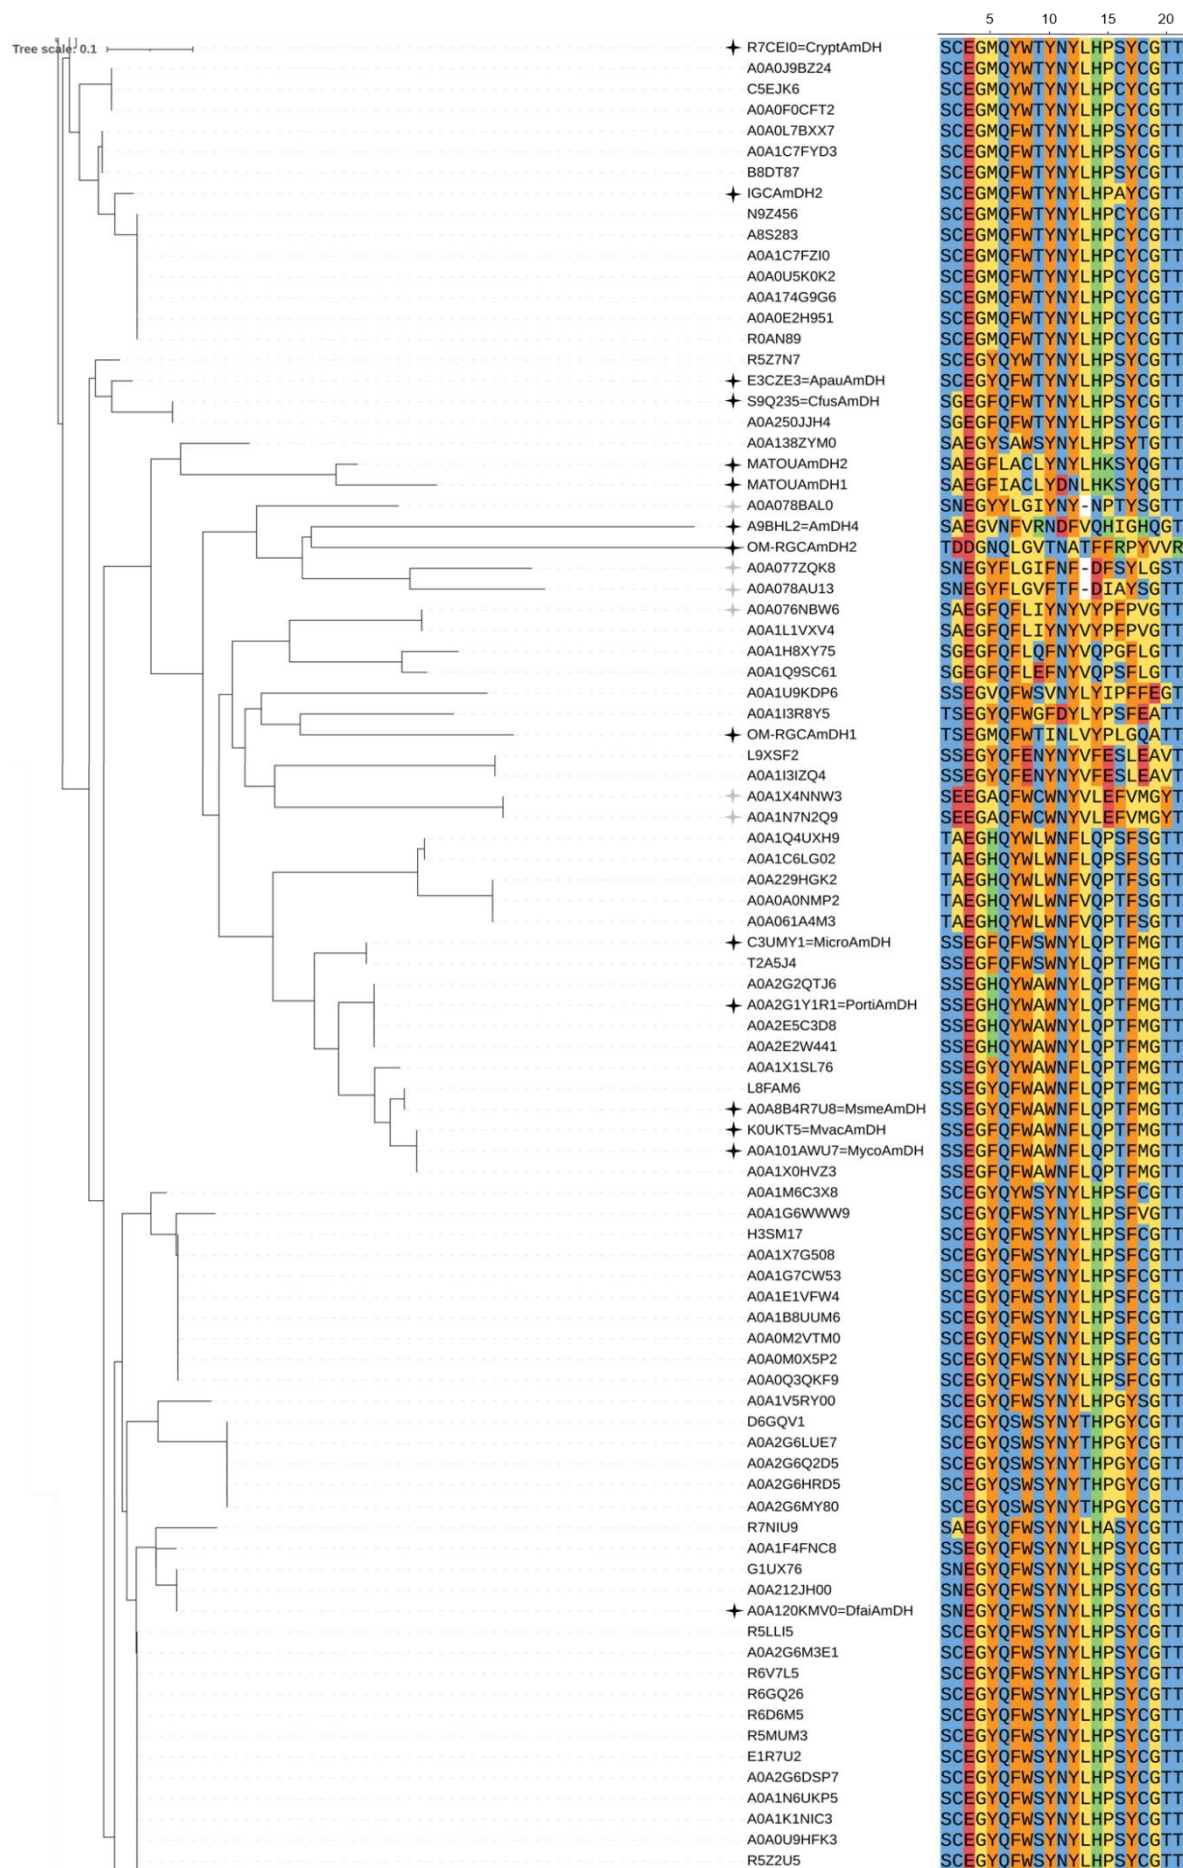 5 10 15 20
Tree scale: 0.1
R7CEI0=CryptAmDH SCEGMQYWTYNYLHPSYCGTT
A0A0J9BZ24 SCEGMQYWTYNYLHPCYCGTT
C5EJK6 SCEGMQYWTYNYLHPCYCGTT
A0A0F0CFT2 SCEGMQYWTYNYLHPCYCGTT
A0A0L7BXX7 SCEGMQFWTYNYLHPSYCGTT
A0A1C7FYD3 SCEGMQFWTYNYLHPSYCGTT
B8DT87 SCEGMQFWTYNYLHPSYCGTT
IGCAmDH2 SCEGMQFWTYNYLHPAYCGTT
N9Z456 SCEGMQFWTYNYLHPCYCGTT
A8S283 SCEGMQFWTYNYLHPCYCGTT
A0A1C7FZI0 SCEGMQFWTYNYLHPCYCGTT
A0A0U5K0K2 SCEGMQFWTYNYLHPCYCGTT
A0A174G9G6 SCEGMQFWTYNYLHPCYCGTT
A0A0E2H951 SCEGMQFWTYNYLHPCYCGTT
R0AN89 SCEGMQFWTYNYLHPCYCGTT
R5Z7N7 SCEGYQYWTYNYLHPSYCGTT
E3CZE3=ApauAmDH SCEGYQFWTYNYLHPSYCGTT
S9Q235=CfusAmDH SGEGFQFWTYNYLHPSYCGTT
A0A250JJH4 SGEGFQFWTYNYLHPSYCGTT
A0A138ZYM0 SAEGYSAWSYNYLHPSYTGTT
MATOUAmDH2 SAEGFLACLYNYLHKSYQGTT
MATOUAmDH1 SAEGFIACLYDNLHKSYQGTT
A0A078BAL0 SNEGYYLGIYNY-NPTYSGTT
A9BHL2=AmDH4 SAEGVNFVRNDFVQHIGHQGT
OM-RGCAmDH2 TDDGNQLGVTNATFFRPYVVR
A0A077ZQK8 SNEGYFLGIFNF-DFSYLGST
A0A078AU13 SNEGYFLGVFTF-DIAYSGTT
A0A076NBW6 SAEGFQFLIYNYVYPFPVGTT
A0A1L1VXV4 SAEGFQFLIYNYVYPFPVGTT
A0A1H8XY75 SGEGFQFLQFNYVQPGFLGTT
A0A1Q9SC61 SGEGFQFLEFNYVQPSFLGTT
A0A1U9KDP6 SSEGVQFWSVNYLYIPFFEGT
A0A1I3R8Y5 TSEGYQFWGFDYLYPSFEATT
OM-RGCAmDH1 TSEGMQFWTINLVYPLGQATT
L9XSF2 SSEGYQFENYNYVFESLEAVT
A0A1I3IZQ4 SSEGYQFENYNYVFESLEAVT
A0A1X4NNW3 SEEGAQFWCWNYVLEFVMGYT
A0A1N7N2Q9 SEEGAQFWCWNYVLEFVMGYT
A0A1Q4UXH9 TAEGHQYWLWNFLQPSFSGTT
A0A1C6LG02 TAEGHQYWLWNFLQPSFSGTT
A0A229HGK2 TAEGHQYWLWNFVQPTFSGTT
A0A0A0NMP2 TAEGHQYWLWNFVQPTFSGTT
A0A061A4M3 TAEGHQYWLWNFVQPTFSGTT
C3UMY1=MicroAmDH SSEGFQFWSWNYLQPTFMGTT
T2A5J4 SSEGFQFWSWNYLQPTFMGTT
A0A2G2QTJ6 SSEGHQYWAWNYLQPTFMGTT
A0A2G1Y1R1=PortiAmDH SSEGHQYWAWNYLQPTFMGTT
A0A2E5C3D8 SSEGHQYWAWNYLQPTFMGTT
A0A2E2W441 SSEGHQYWAWNYLQPTFMGTT
A0A1X1SL76 SSEGYQYWAWNYLQPTFMGTT
L8FAM6 SSEGYQFWAWNFLQPTFMGTT
A0A8B4R7U8=MsmeAmDH SSEGYQFWAWNFLQPTFMGTT
K0UKT5=MvacAmDH SSEGFQFWAWNFLQPTFMGTT
A0A101AWU7=MycoAmDH SSEGFQFWAWNFLQPTFMGTT
A0A1X0HVZ3 SSEGFQFWAWNFLQPTFMGTT
A0A1M6C3X8 SCEGYQYWSYNYLHPSFCGTT
A0A1G6WWW9 SCEGYQFWSYNYLHPSFVGTT
H3SM17 SCEGYQFWSYNYLHPSFCGTT
A0A1X7G508 SCEGYQFWSYNYLHPSFCGTT
A0A1G7CW53 SCEGYQFWSYNYLHPSFCGTT
A0A1E1VFW4 SCEGYQFWSYNYLHPSFCGTT
A0A1B8UUM6 SCEGYQFWSYNYLHPSFCGTT
A0A0M2VTM0 SCEGYQFWSYNYLHPSFCGTT
A0A0M0X5P2 SCEGYQFWSYNYLHPSFCGTT
A0A0Q3QKF9 SCEGYQFWSYNYLHPSFCGTT
A0A1V5RY00 SCEGYQFWSYNYLHPGYSGTT
D6GQV1 SCEGYQSWSYNYTHPGYCGTT
A0A2G6LUE7 SCEGYQSWSYNYTHPGYCGTT
A0A2G6Q2D5 SCEGYQSWSYNYTHPGYCGTT
A0A2G6HRD5 SCEGYQSWSYNYTHPGYCGTT
A0A2G6MY80 SCEGYQSWSYNYTHPGYCGTT
R7NIU9 SAEGYQFWSYNYLHASYCGTT
A0A1F4FNC8 SSEGYQFWSYNYLHPSYCGTT
G1UX76 SNEGYQFWSYNYLHPSYCGTT
A0A212JH00 SNEGYQFWSYNYLHPSYCGTT
A0A120KMV0=DfaiAmDH SNEGYQFWSYNYLHPSYCGTT
R5LLI5 SCEGYQFWSYNYLHPSYCGTT
A0A2G6M3E1 SCEGYQFWSYNYLHPSYCGTT
R6V7L5 SCEGYQFWSYNYLHPSYCGTT
R6GQ26 SCEGYQFWSYNYLHPSYCGTT
R6D6M5 SCEGYQFWSYNYLHPSYCGTT
R5MUM3 SCEGYQFWSYNYLHPSYCGTT
E1R7U2 SCEGYQFWSYNYLHPSYCGTT
A0A2G6DSP7 SCEGYQFWSYNYLHPSYCGTT
A0A1N6UKP5 SCEGYQFWSYNYLHPSYCGTT
A0A1K1NIC3 SCEGYQFWSYNYLHPSYCGTT
A0A0U9HFK3 SCEGYQFWSYNYLHPSYCGTT
R5Z2U5 SCEGYQFWSYNYLHPSYCGTT